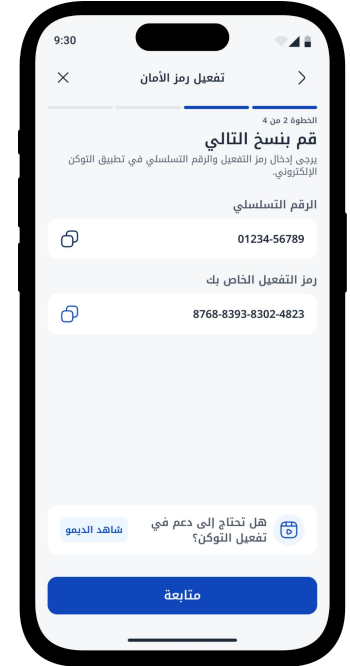 9:30
تفعيل رمز الأمان
الخطوة 2 من 4
قم بنسخ التالي
يرجى إدخال رمز التفعيل والرقم التسلسلي في تطبيق التوكن
الإلكتروني.
الرقم التسلسلي
01234-56789
رمز التفعيل الخاص بك
8768-8393-8302-4823
هل تحتاج إلى دعم في
تفعيل التوكن؟
شاهد الديمو
متابعة